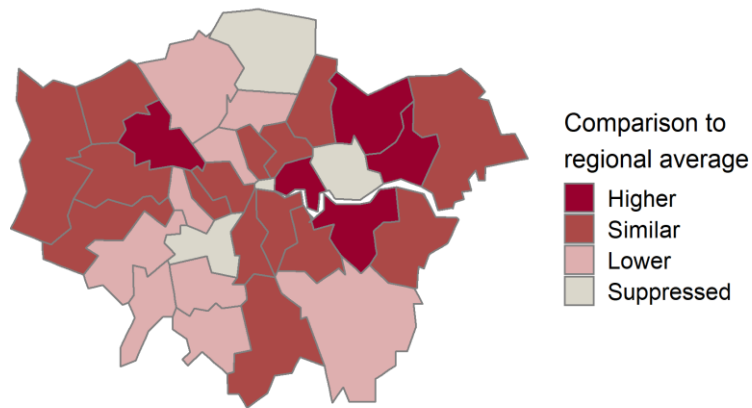 Comparison to
regional average
Higher
Similar
Lower
Suppressed